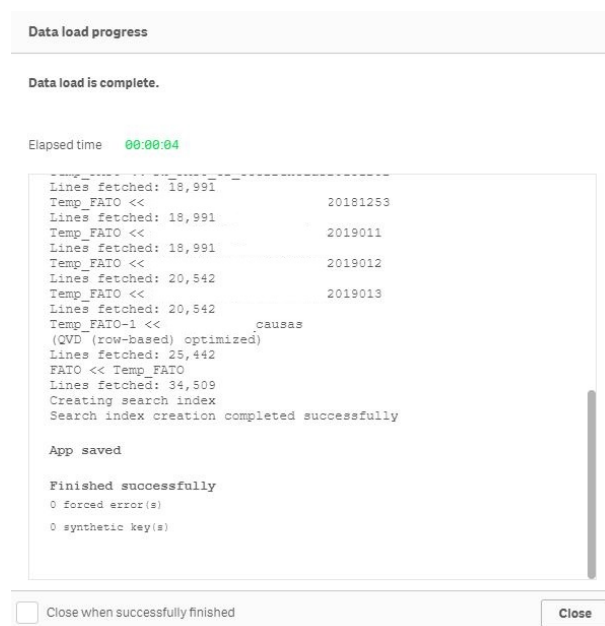 Data load progress
Data load is complete.
Elapsed time 00:00:04
Lines fetched: 18,991
Temp_FATO << 20181253
Lines fetched: 18,991
Temp_FATO << 2019011
Lines fetched: 18,991
Temp_FATO << 2019012
Lines fetched: 20,542
Temp_FATO << 2019013
Lines fetched: 20,542
Temp_FATO-1 << causas
(QVD (row-based) optimized)
Lines fetched: 25,442
FATO << Temp_FATO
Lines fetched: 34,509
Creating search index
Search index creation completed successfully
App saved
Finished successfully
0 forced error(s)
0 synthetic key(s)
Close when successfully finished
Close